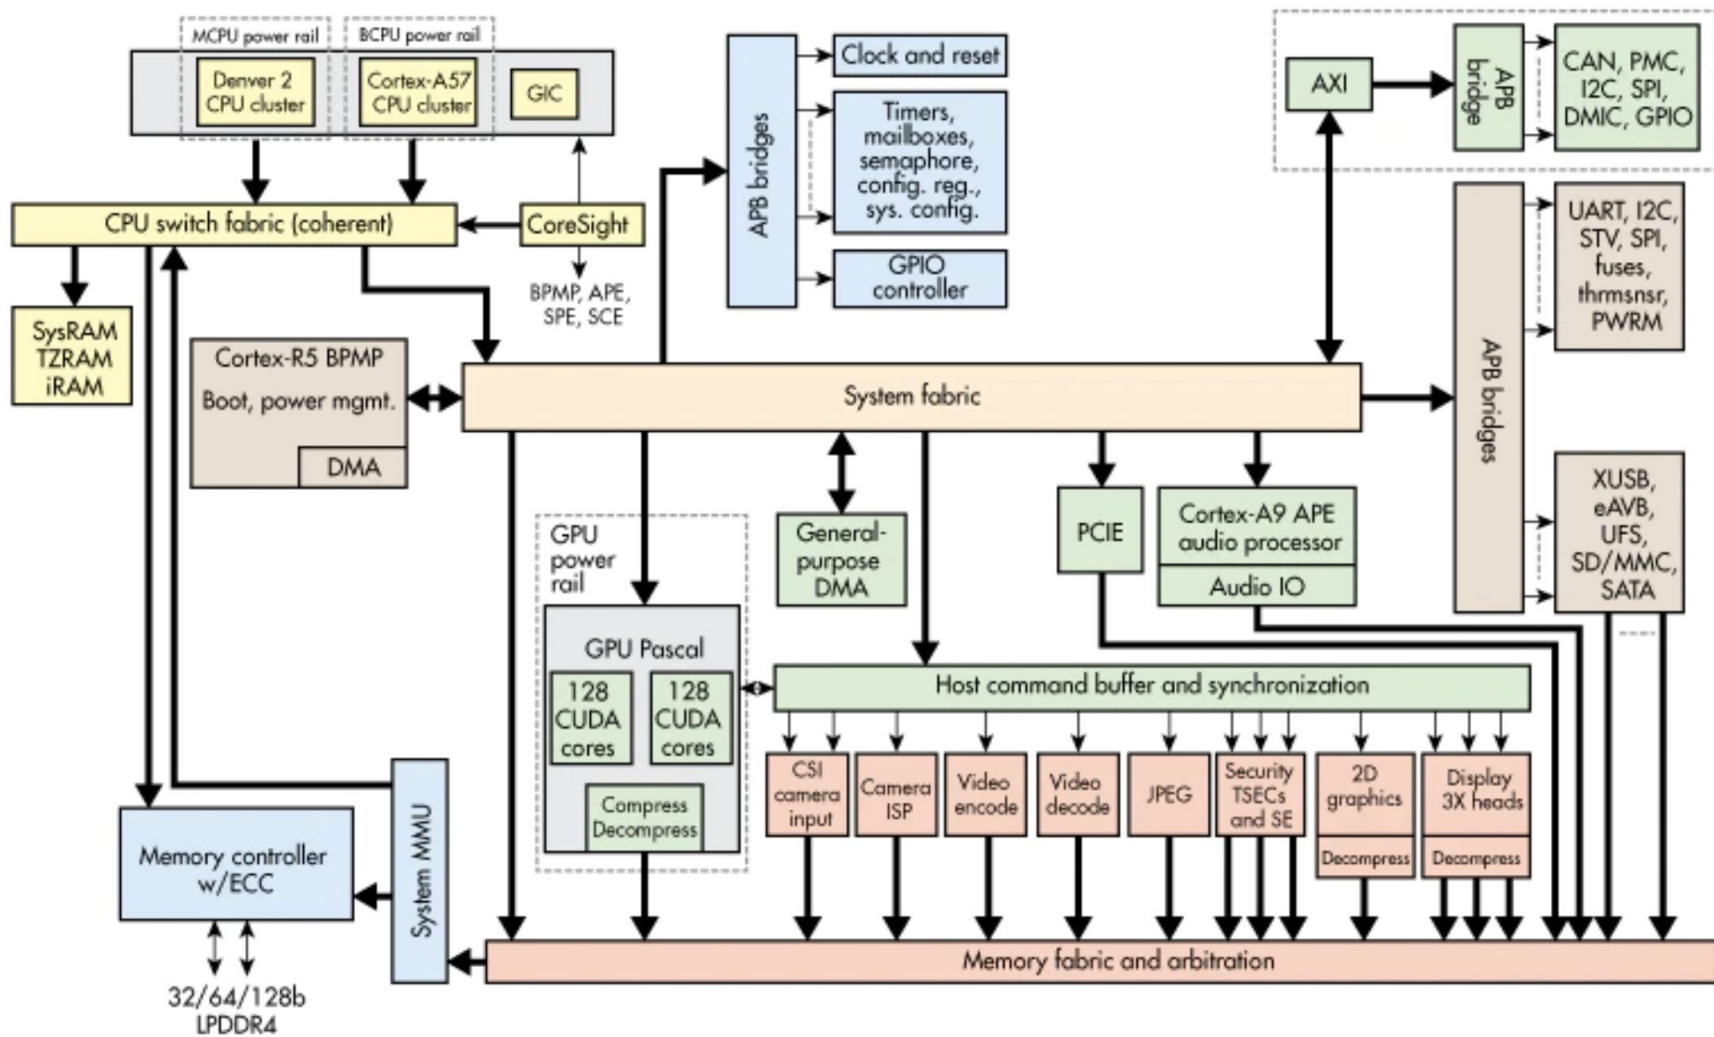 MCPU power rail
BCPU power rail
Denver 2
CPU cluster
Cortex-A57
CPU cluster
GIC
CPU switch fabric (coherent)
CoreSight
BPMP, APE,
SPE, SCE
SysRAM
TZRAM
iRAM
Cortex-R5 BPMP
Boot, power mgmt.
DMA
APB bridges
Clock and reset
Timers,
mailboxes,
semaphore,
config. reg.,
sys. config.
GPIO
controller
AXI
APB
bridge
CAN, PMC,
I2C, SPI,
DMIC, GPIO
System fabric
APB bridges
UART, I2C,
STV, SPI,
fuses,
thrmsnsr,
PWRM
XUSB,
eAVB,
UFS,
SD/MMC,
SATA
GPU
power
rail
GPU Pascal
128
CUDA
cores
128
CUDA
cores
Compress
Decompress
General-
purpose
DMA
PCIE
Cortex-A9 APE
audio processor
Audio IO
Host command buffer and synchronization
CSI
camera
input
Camera
ISP
Video
encode
Video
decode
JPEG
Security
TSECs
and SE
2D
graphics
Decompress
Display
3X heads
Decompress
Memory controller
w/ECC
System MMU
Memory fabric and arbitration
32/64/128b
LPDDR4